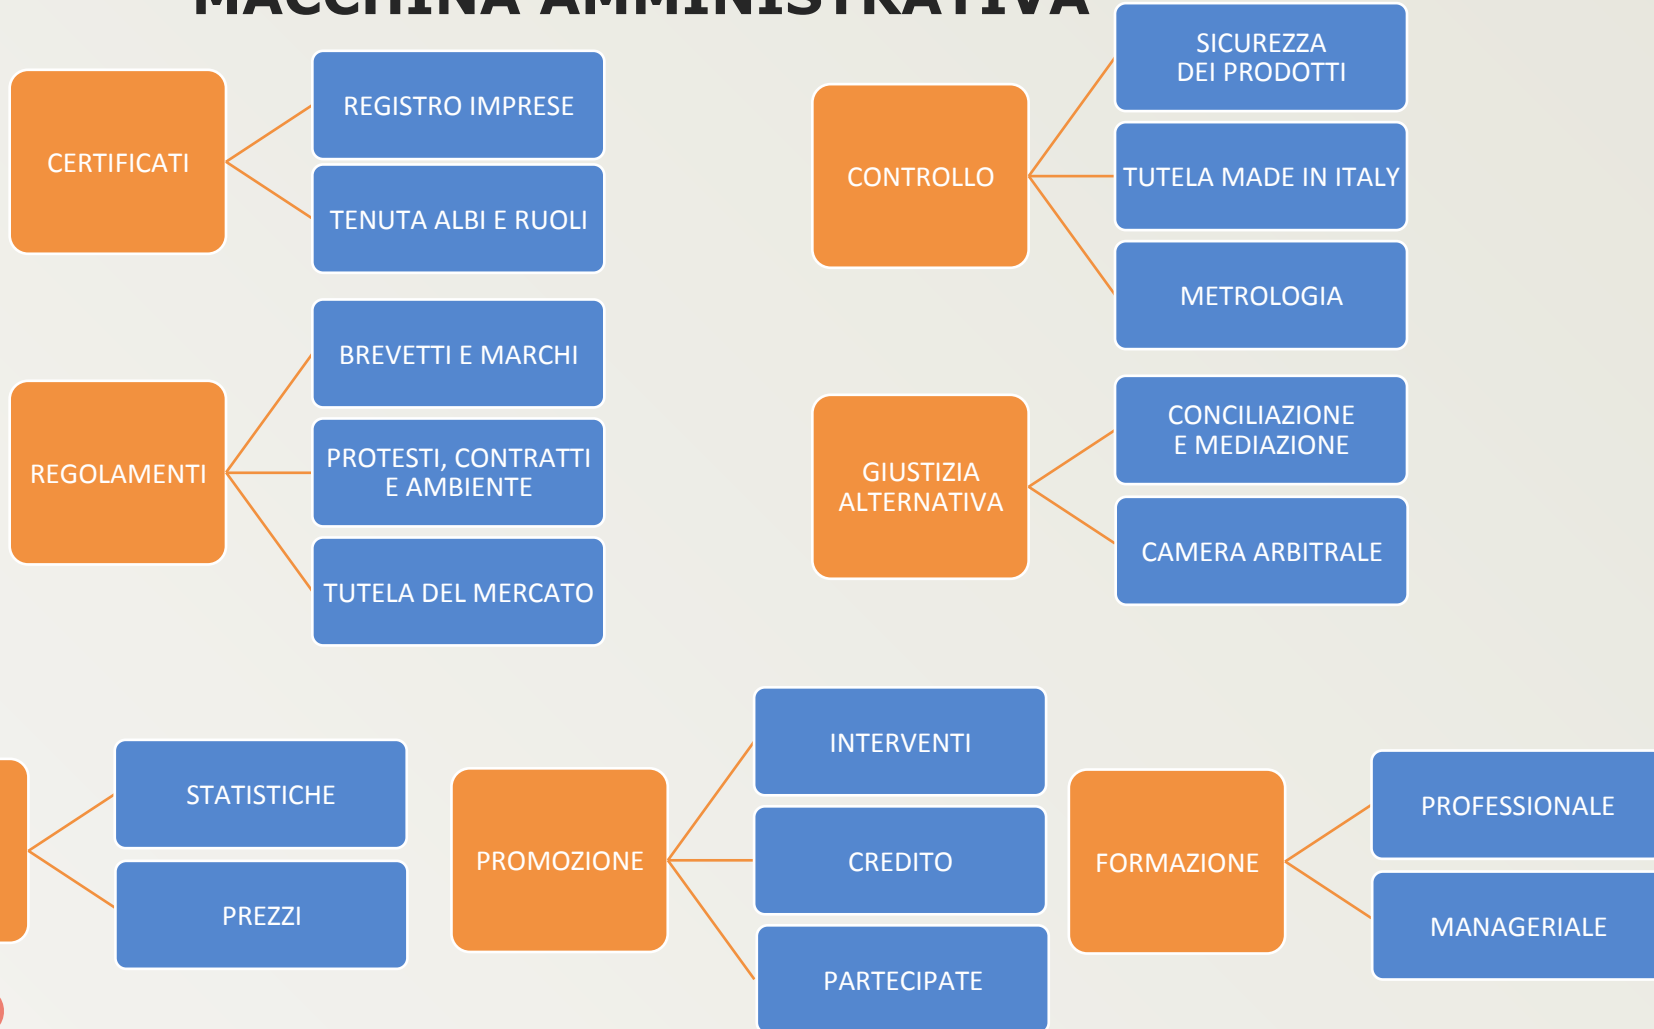 MACCHINA AMMINISTRATIVA
CERTIFICATI
REGISTRO IMPRESE
TENUTA ALBI E RUOLI
REGOLAMENTI
BREVETTI E MARCHI
PROTESTI, CONTRATTI
E AMBIENTE
TUTELA DEL MERCATO
CONTROLLO
SICUREZZA
DEI PRODOTTI
TUTELA MADE IN ITALY
METROLOGIA
GIUSTIZIA
ALTERNATIVA
CONCILIAZIONE
E MEDIAZIONE
CAMERA ARBITRALE
STATISTICHE
PREZZI
PROMOZIONE
INTERVENTI
CREDITO
PARTECIPATE
FORMAZIONE
PROFESSIONALE
MANAGERIALE